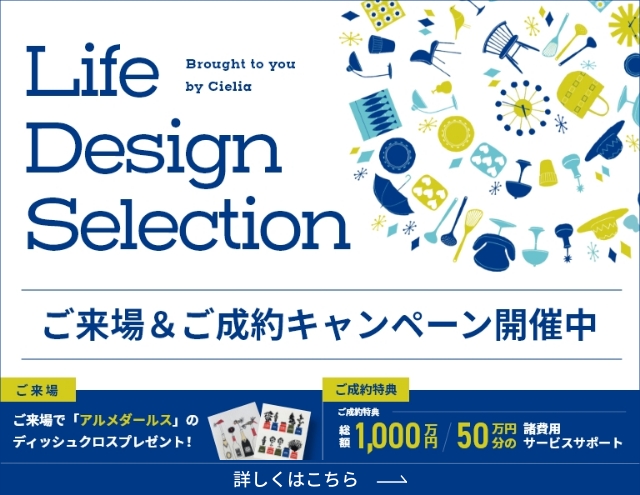 Life
Design
Selection
Brought to you
by Cielia
ご来場＆ご成約キャンペーン開催中
ご来場
ご来場で「アルメダールス」の
ディッシュクロスプレゼント！
ご成約特典
ご成約特典
総額1,000万円／50万円分の諸費用サービスサポート
詳しくはこちら